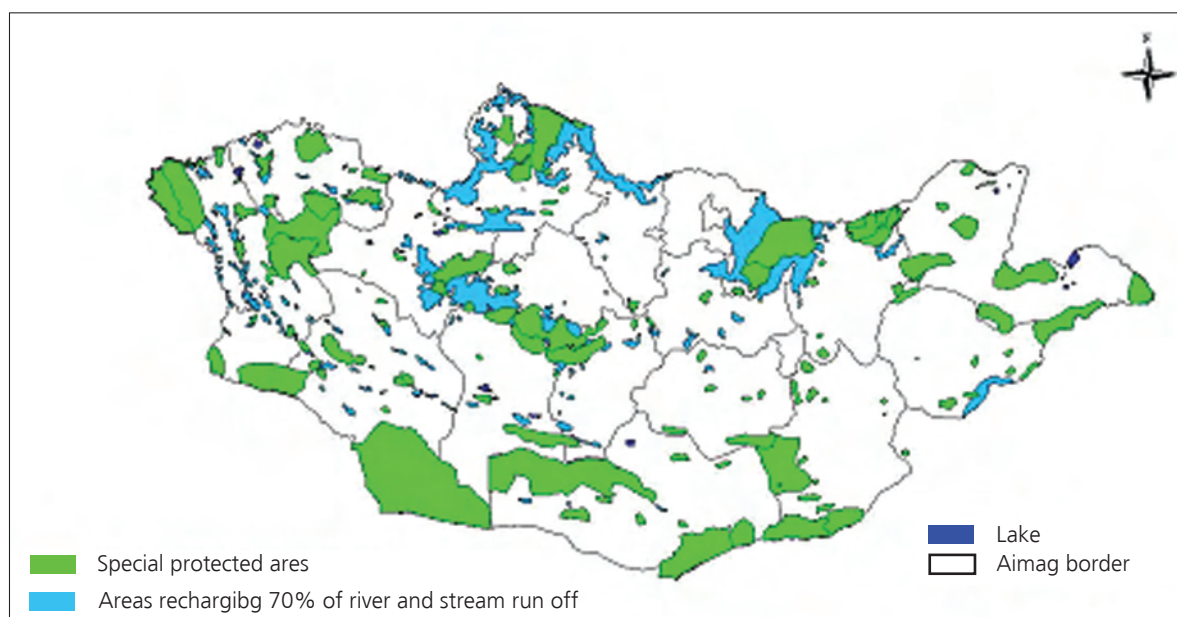 N
Special protected ares
Areas rechargibg 70% of river and stream run off
Lake
Aimag border